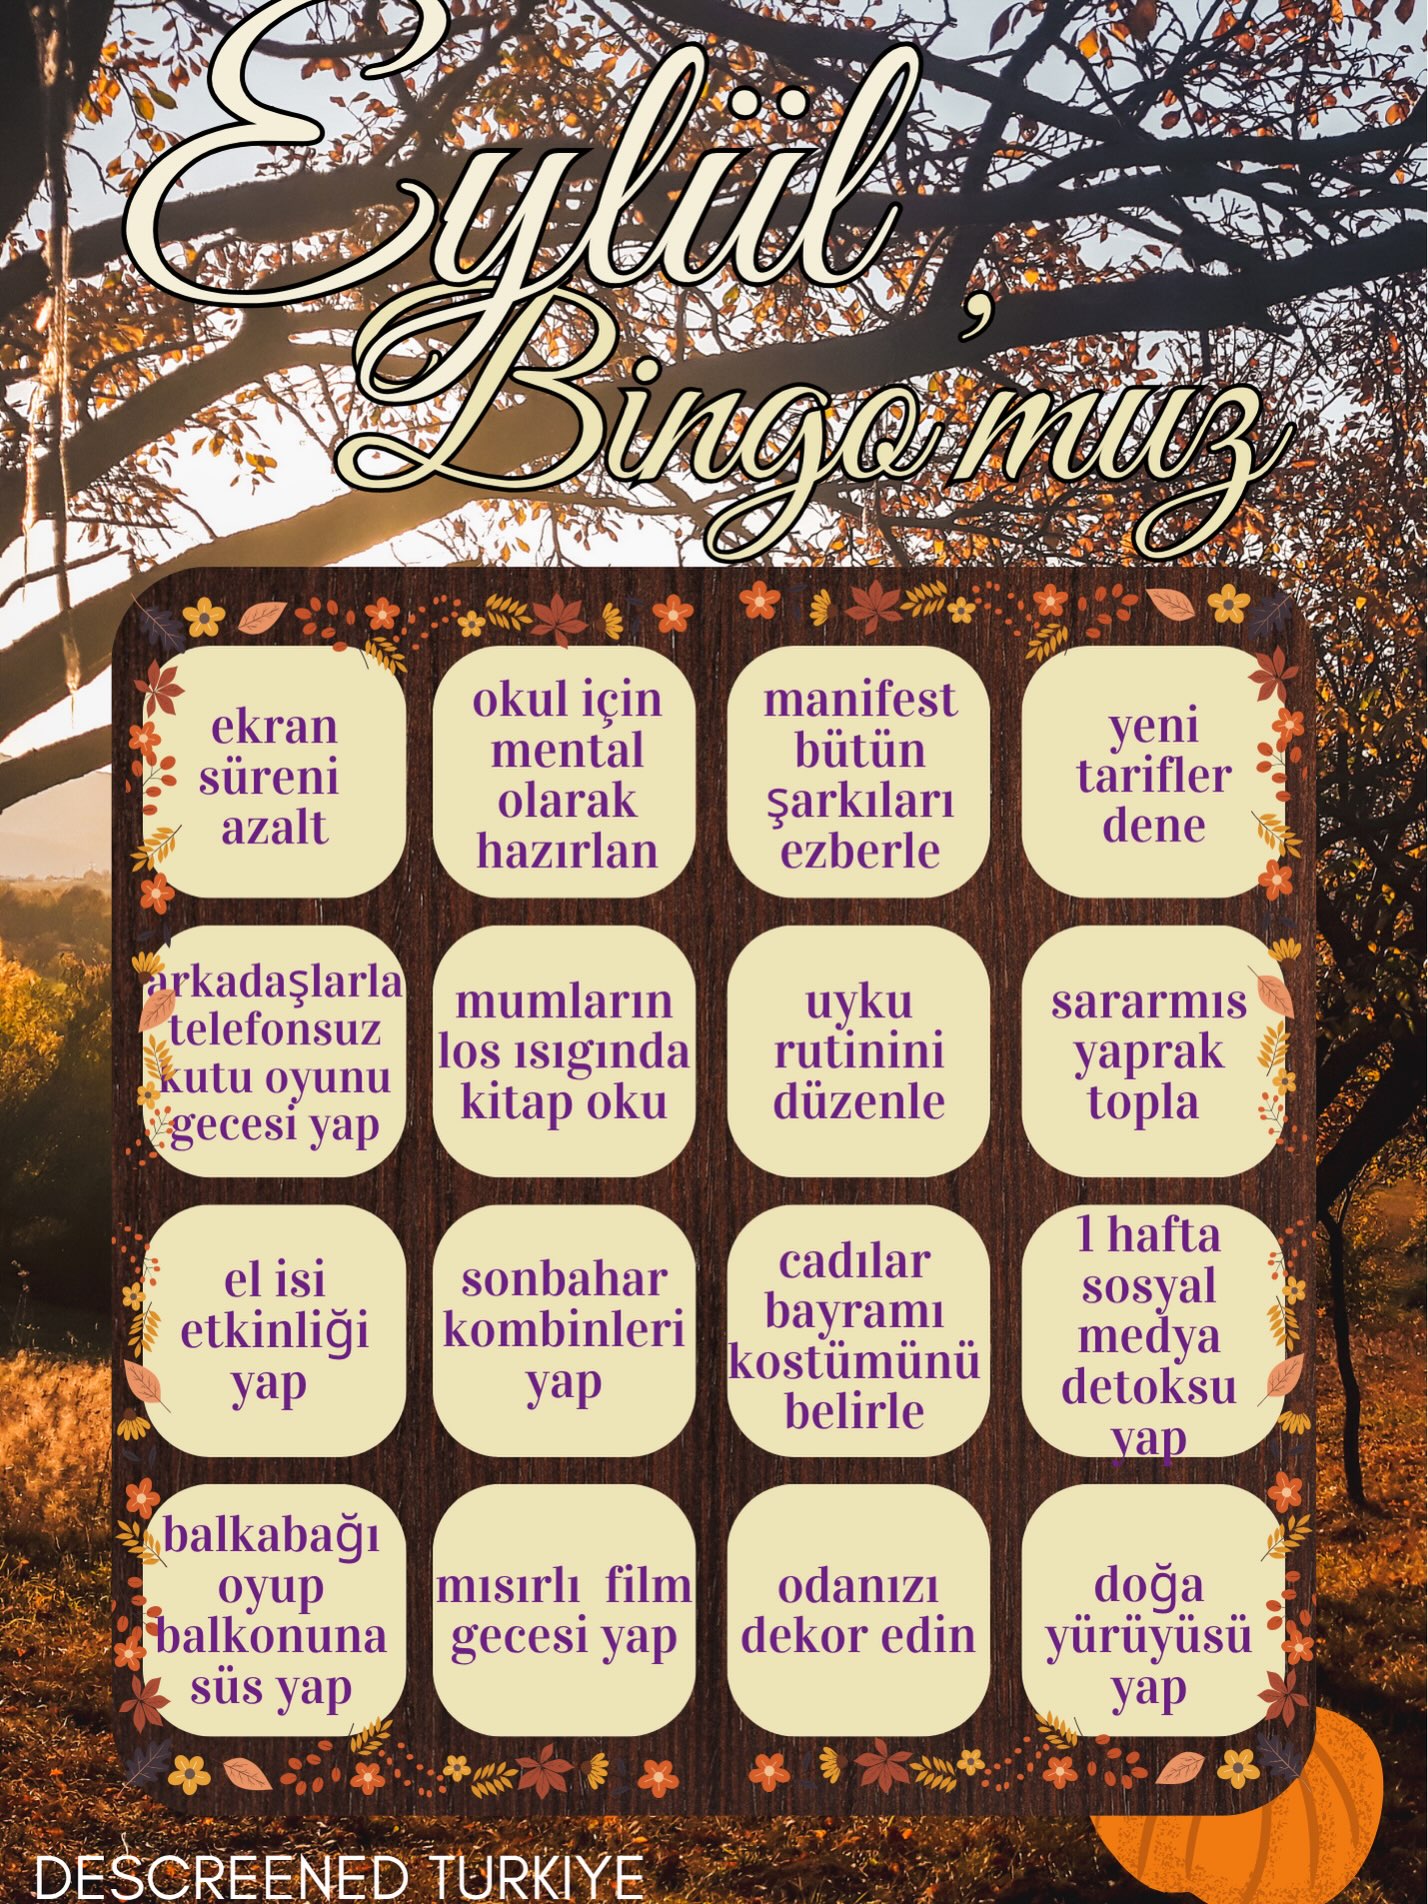 Eylül
Bingo'muz
ekran
süreni
azalt
okul için
mental
olarak
hazırlan
manifest
bütün
şarkıları
ezberle
yeni
tarifler
dene
arkadaşlarla
telefonsuz
kutu oyunu
gecesi yap
mumların
los ısıgında
kitap oku
uyku
rutinini
düzenle
sararmıs
yaprak
topla
el isi
etkinliği
yap
sonbahar
kombinleri
yap
cadılar
bayramı
kostümünü
belirle
1 hafta
sosyal
medya
detoksu
yap
balkabağı
oyup
balkonuna
süs yap
mısırlı film
gecesi yap
odanızı
dekor edin
doğa
yürüyüsü
yap
DESCREENED TURKIYE